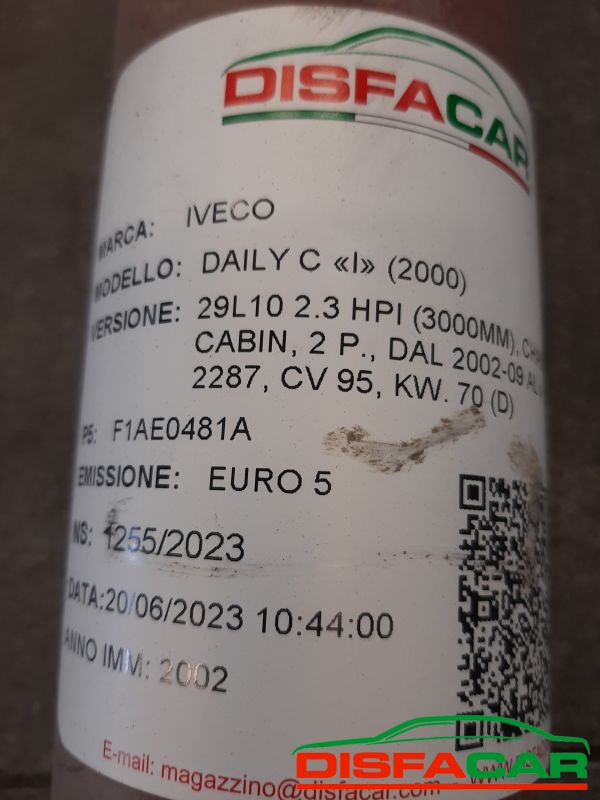 DISFACAR
MARCA: IVECO
MODELLO: DAILY C «I» (2000)
VERSIONE: 29L10 2.3 HPI (3000MM),
CABIN, 2 P., DAL 2002-09 AL
2287, CV 95, KW. 70 (D)
P5: F1AE0481A
EMISSIONE: EURO 5
NS: 1255/2023
DATA:20/06/2023 10:44:00
ANNO IMM: 2002
E-mail: magazzino@disfacar.com
DISFACAR